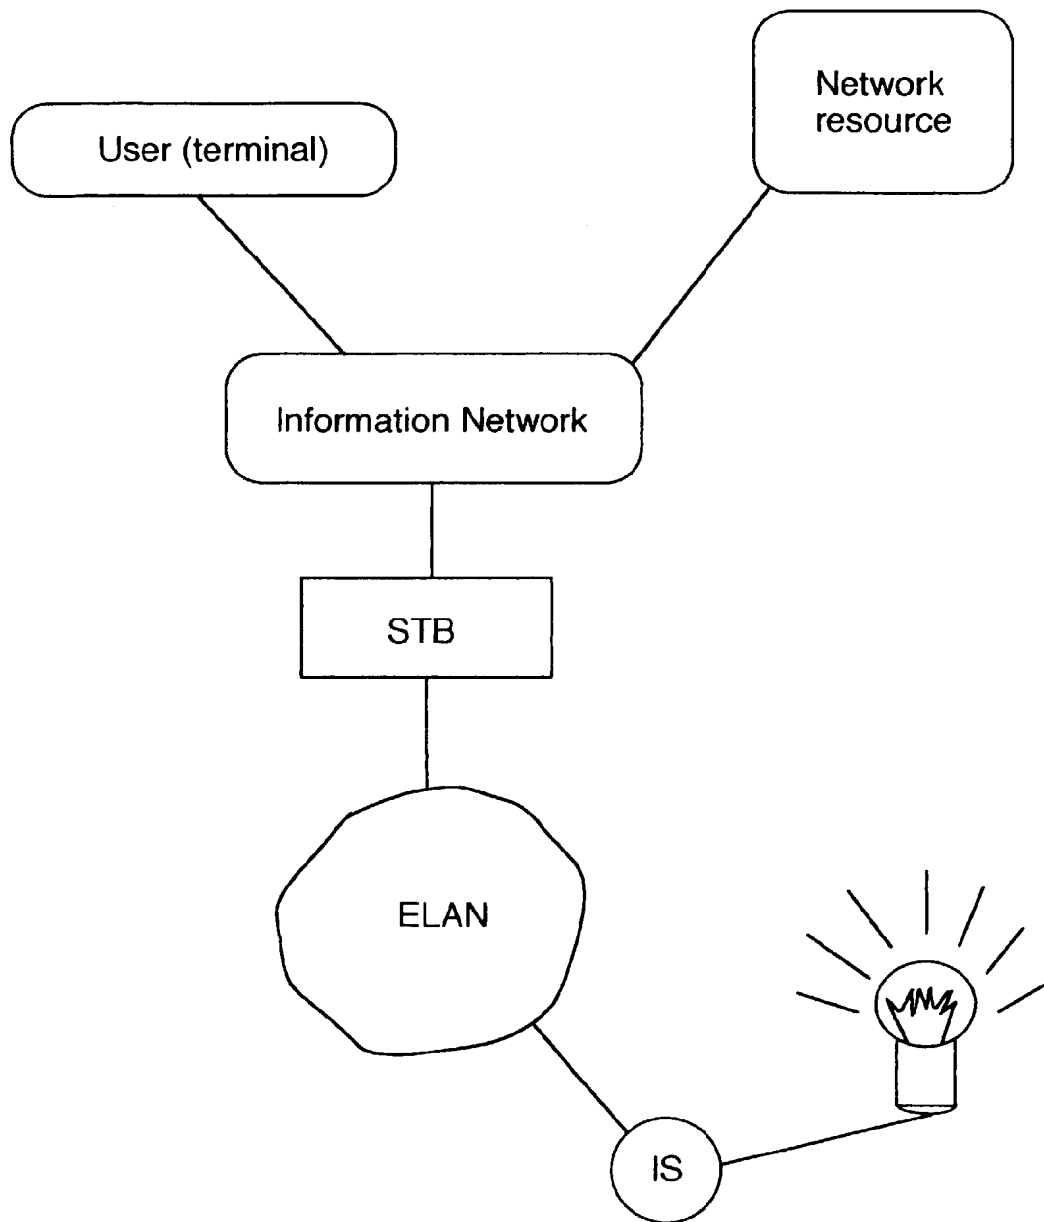 User (terminal)
Network
resource
Information Network
STB
ELAN
IS